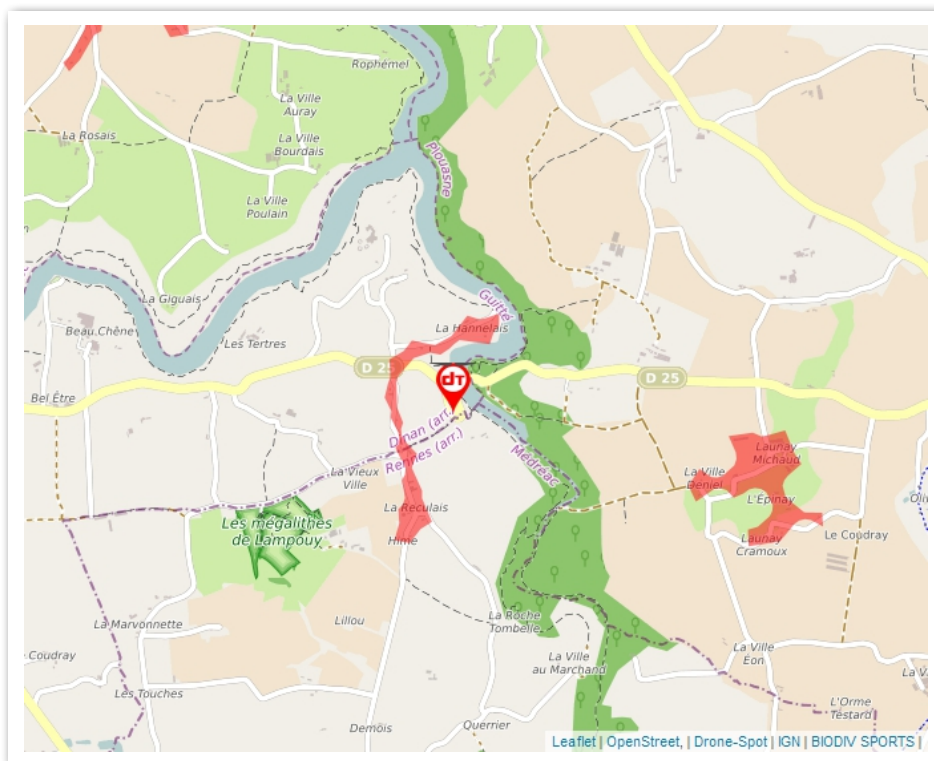 Rophémel
La Ville
Auray
La Rosais
La Ville
Bourdais
Plouasne
La Ville
Poulain
La Giguais
Guitté
Beau Chêne
Les Tertres
La Hannelais
D 25
D 25
Bel Être
Dinan (arr.)
Rennes (arr.)
Médréac
La Vieux
Ville
Launay
Michaud
La Ville
Deniel
L'Épinay
Les mégalithes
de Lampouy
La Reculais
Hime
Launay
Cramoux
Le Coudray
La Marvonnette
Lillou
La Roche
Tombelle
Coudray
La Ville
Éon
La Ville
au Marchand
Les Touches
L'Orme
Testard
Demöis
Querrier
Leaflet | OpenStreet, | Drone-Spot | IGN | BIODIV SPORTS |